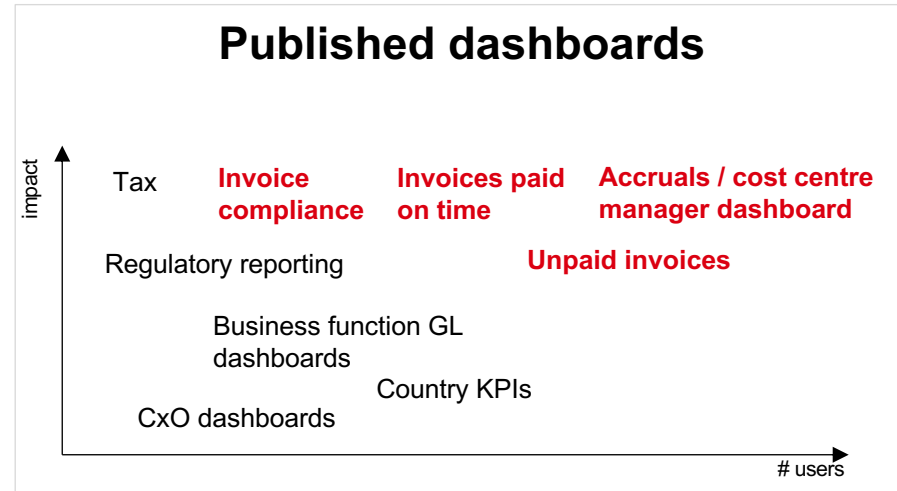 Published dashboards
impact
Tax
Invoice
compliance
Invoices paid
on time
Accruals / cost centre
manager dashboard
Regulatory reporting
Unpaid invoices
Business function GL
dashboards
Country KPIs
CxO dashboards
# users